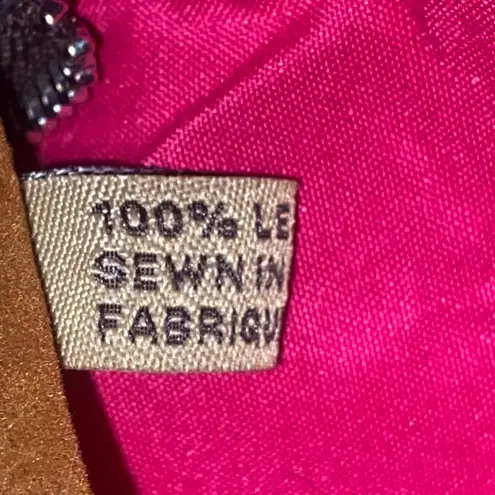 100% LE
SEWN IN
FABRIQU